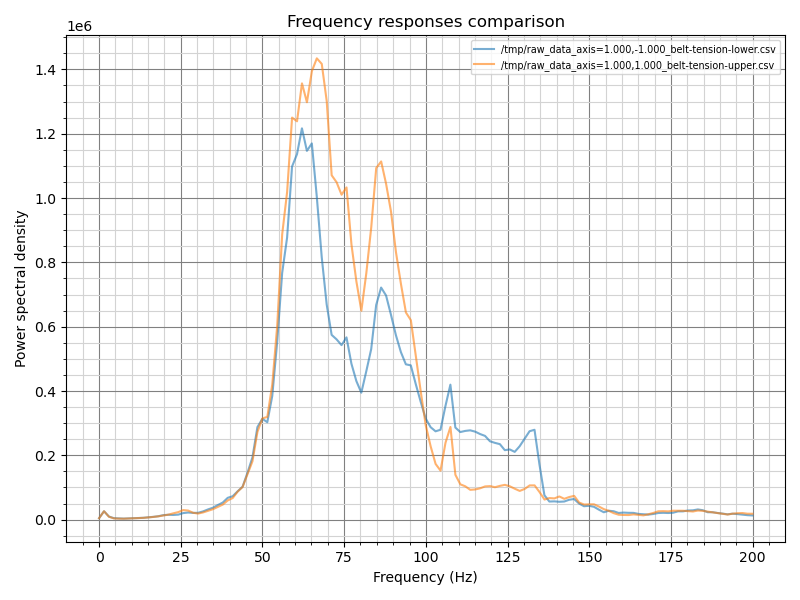 Frequency responses comparison
1e6
/tmp/raw_data_axis=1.000,-1.000_belt-tension-lower.csv
/tmp/raw_data_axis=1.000,1.000_belt-tension-upper.csv
1.4
1.2
1.0
0.8
0.6
0.4
0.2
0.0
Power spectral density
0 25 50 75 100 125 150 175 200
Frequency (Hz)